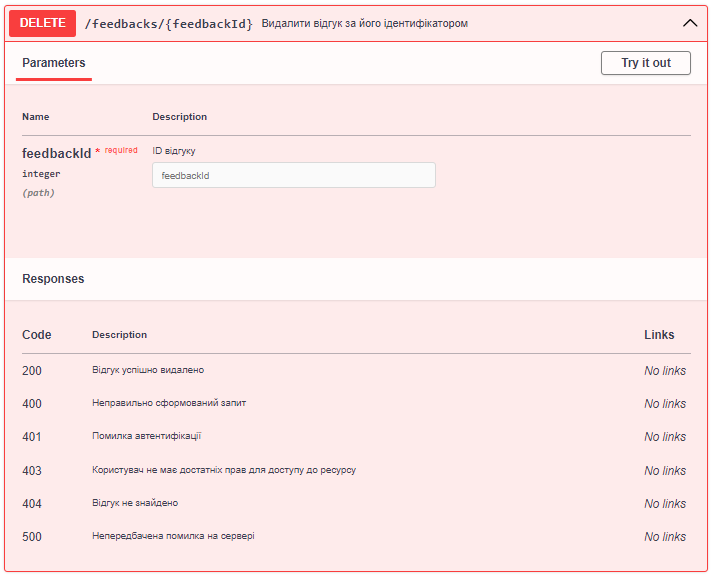 DELETE /feedbacks/{feedbackId} Видалити відгук за його ідентифікатором
Parameters Try it out
Name Description
feedbackId * required ID відгуку
integer feedbackId
(path)
Responses
Code Description Links
200 Відгук успішно видалено No links
400 Неправильно сформований запит No links
401 Помилка автентифікації No links
403 Користувач не має достатніх прав для доступу до ресурсу No links
404 Відгук не знайдено No links
500 Непередбачена помилка на сервері No links